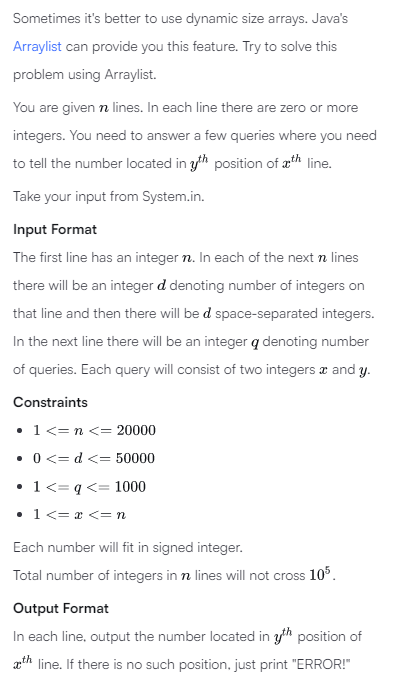 Sometimes it's better to use dynamic size arrays. Java's
Arraylist can provide you this feature. Try to solve this
problem using Arraylist.
You are given n lines. In each line there are zero or more
integers. You need to answer a few queries where you need
to tell the number located in yth position of xth line.
Take your input from System.in.
Input Format
The first line has an integer n. In each of the next n lines
there will be an integer d denoting number of integers on
that line and then there will be d space-separated integers.
In the next line there will be an integer q denoting number
of queries. Each query will consist of two integers x and y.
Constraints
• 1 <= n <= 20000
• 0 <= d <= 50000
• 1 <= q <= 1000
• 1 <= x <= n
Each number will fit in signed integer.
Total number of integers in n lines will not cross 10⁵.
Output Format
In each line, output the number located in yth position of
xth line. If there is no such position, just print "ERROR!"